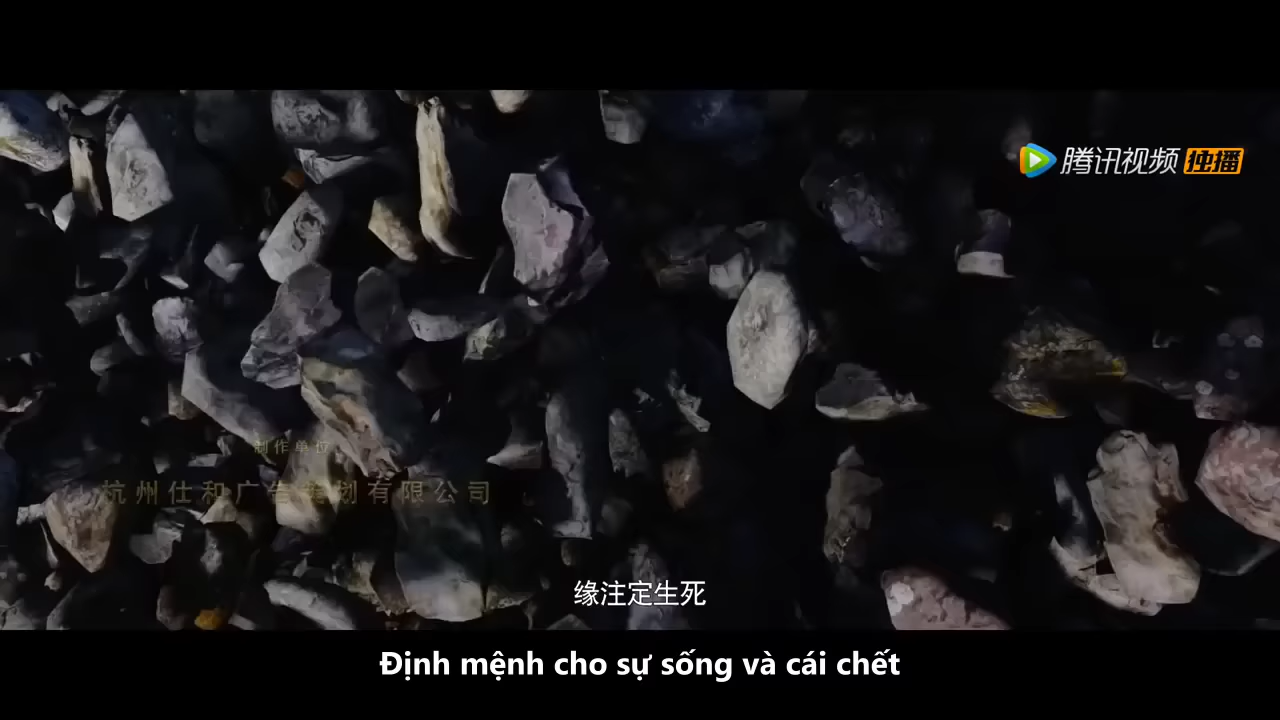 腾讯视频 独播
制作单位
杭州仕和广告策划有限公司
缘注定生死
Định mệnh cho sự sống và cái chết